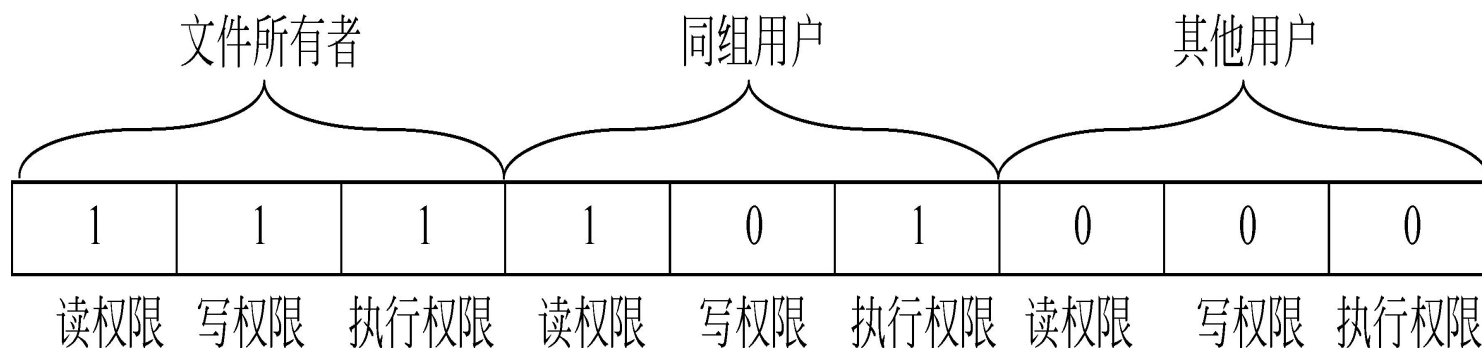 文件所有者 同组用户 其他用户
1 1 1 1 0 1 0 0 0
读权限 写权限 执行权限 读权限 写权限 执行权限 读权限 写权限 执行权限